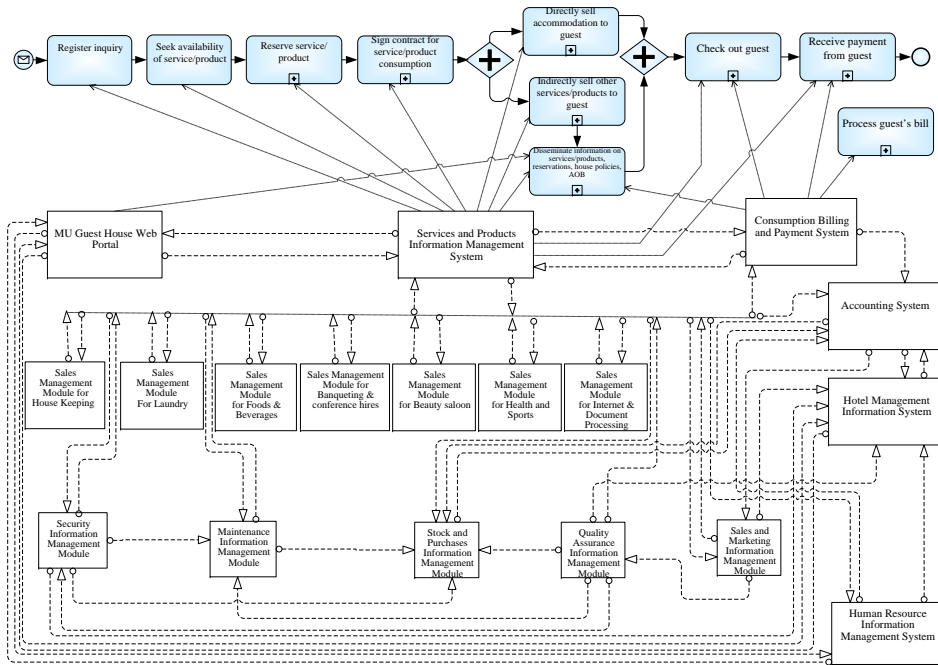 Register inquiry
Seek availability
of service/product
Reserve service/
product
Sign contract for
service/product
consumption
Directly sell
accommodation to
guest
Indirectly sell other
services/products to
guest
Disseminate information on
services/products,
reservations, house policies,
AOB
Check out guest
Receive payment
from guest
Process guest's bill
MU Guest House Web
Portal
Services and Products
Information Management
System
Consumption Billing
and Payment System
Accounting System
Hotel Management
Information System
Sales
Management
Module for
House Keeping
Sales
Management
Module
For Laundry
Sales
Management
Module
for Foods &
Beverages
Sales Management
Module for
Banqueting &
conference hires
Sales
Management
Module
for Beauty saloon
Sales
Management
Module
for Health and
Sports
Sales
Management
Module
for Internet &
Document
Processing
Security
Information
Management
Module
Maintenance
Information
Management
Module
Stock and
Purchases
Information
Management
Module
Quality
Assurance
Information
Management
Module
Sales and
Marketing
Information
Management
Module
Human Resource
Information
Management System